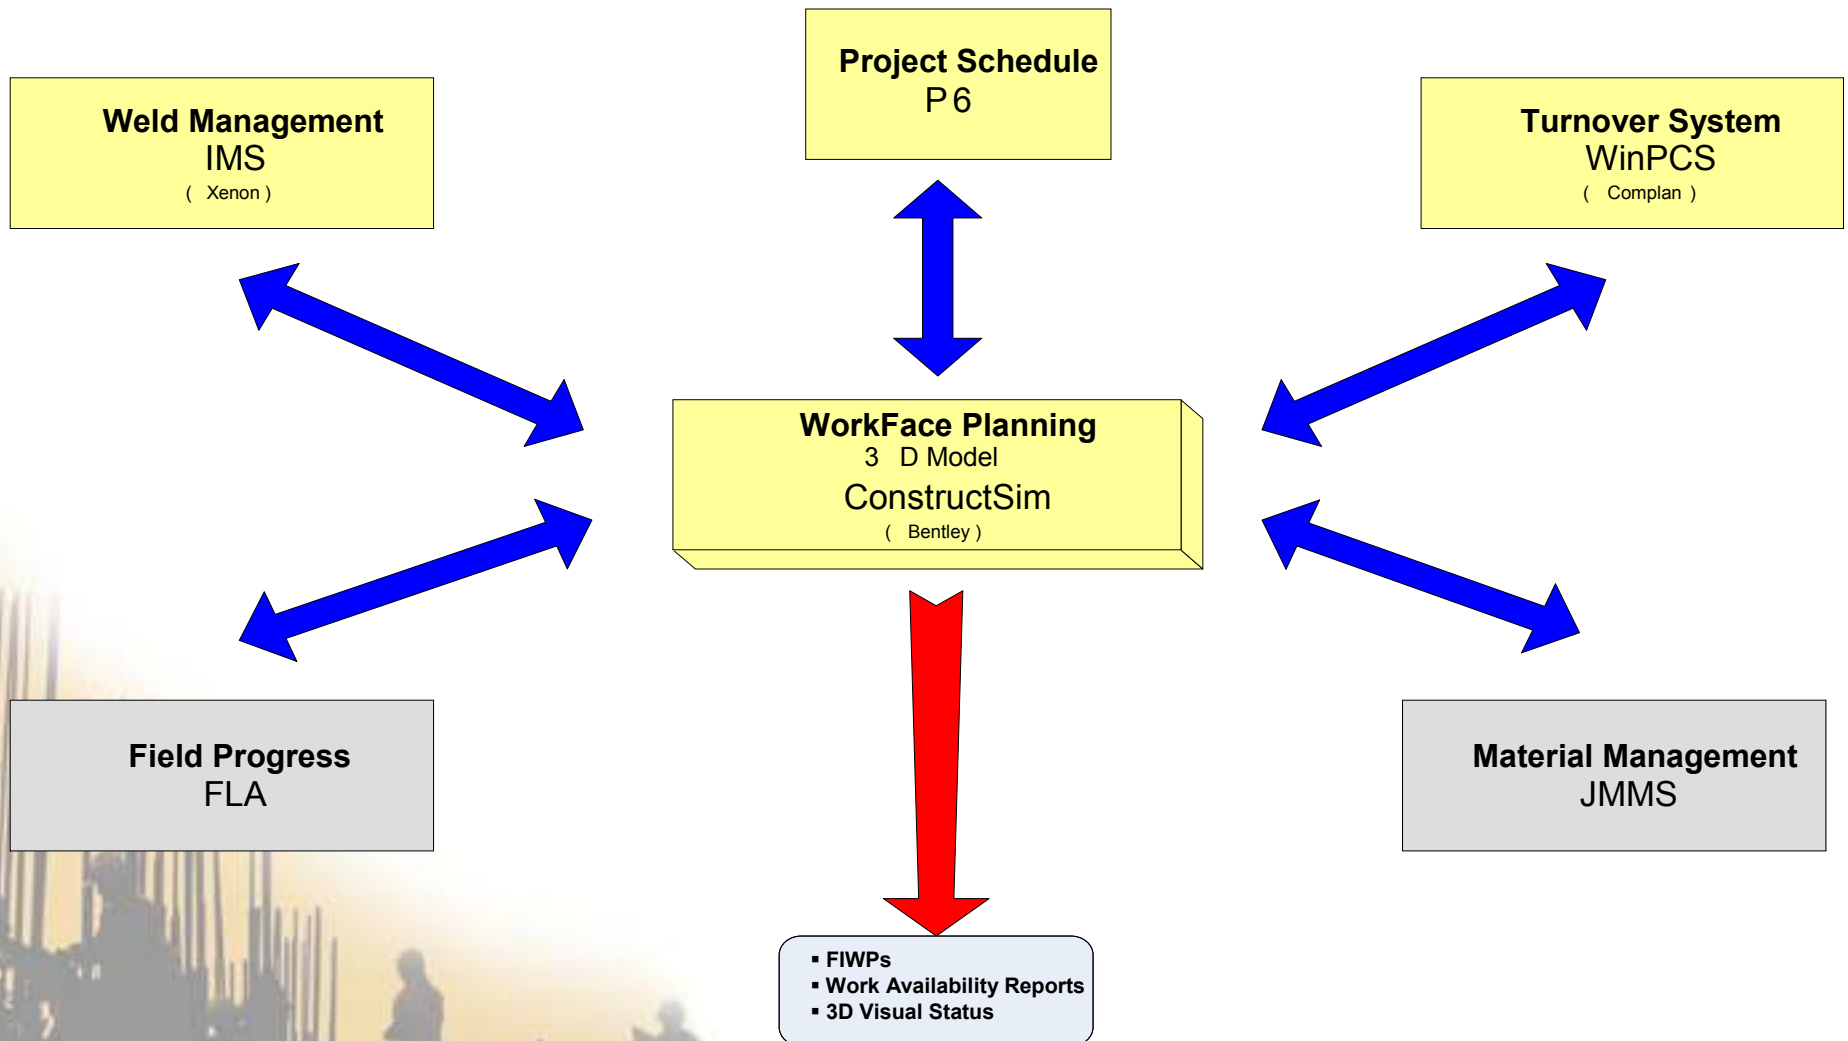 Project Schedule
P 6
Weld Management
IMS
( Xenon )
Turnover System
WinPCS
( Complan )
WorkFace Planning
3 D Model
ConstructSim
( Bentley )
Field Progress
FLA
Material Management
JMMS
▪ FIWPs
▪ Work Availability Reports
▪ 3D Visual Status